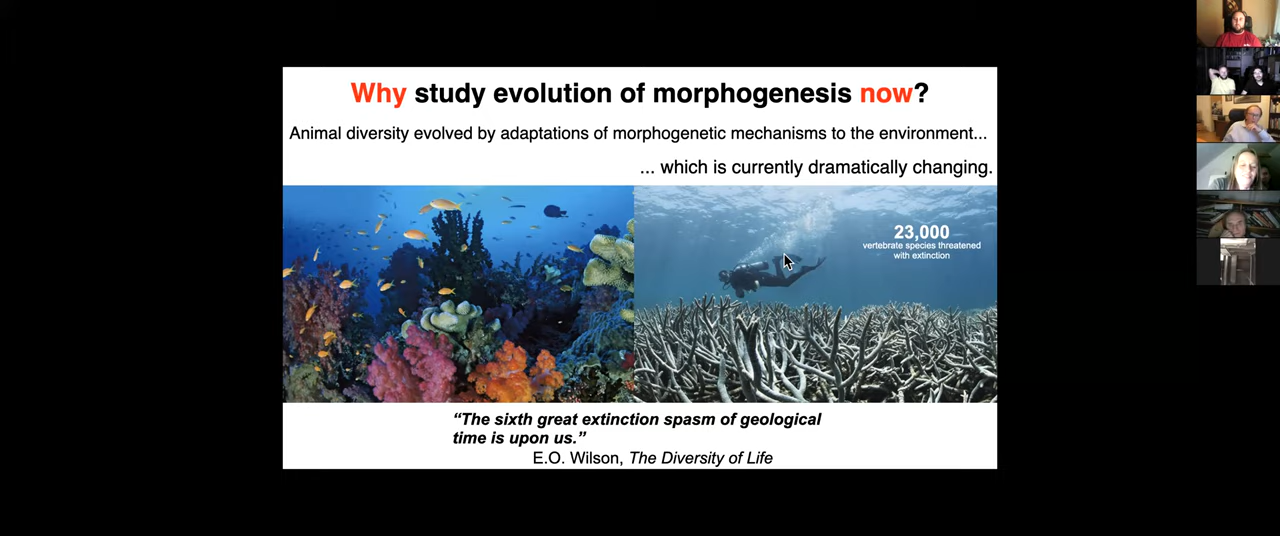 Why study evolution of morphogenesis now?
Animal diversity evolved by adaptations of morphogenetic mechanisms to the environment...
... which is currently dramatically changing.
23,000
vertebrate species threatened
with extinction
“The sixth great extinction spasm of geological
time is upon us.”
E.O. Wilson, The Diversity of Life